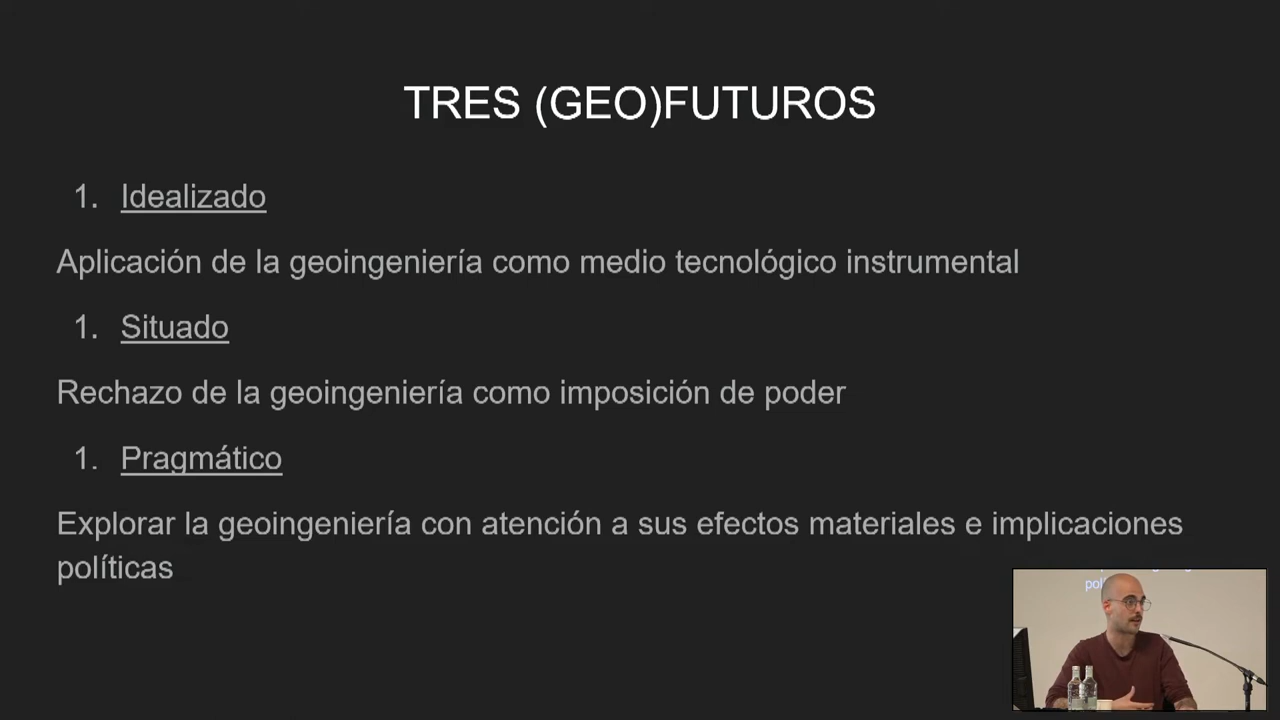 TRES (GEO)FUTUROS
1. Idealizado
Aplicación de la geoingeniería como medio tecnológico instrumental
1. Situado
Rechazo de la geoingeniería como imposición de poder
1. Pragmático
Explorar la geoingeniería con atención a sus efectos materiales e implicaciones
políticas